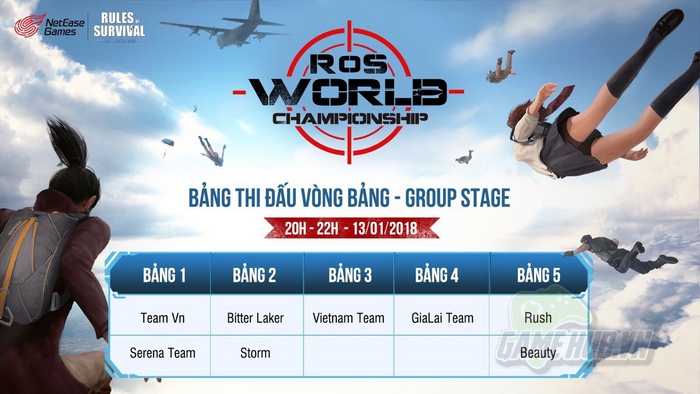 NetEase
Games
RULES
OF
SURVIVAL
RoS
WORLD
CHAMPIONSHIP
BẢNG THI ĐẤU VÒNG BẢNG - GROUP STAGE
20H - 22H - 13/01/2018
BẢNG 1 BẢNG 2 BẢNG 3 BẢNG 4 BẢNG 5
Team Vn Bitter Laker Vietnam Team GiaLai Team Rush
Serena Team Storm Beauty
GAMEHUB.VN